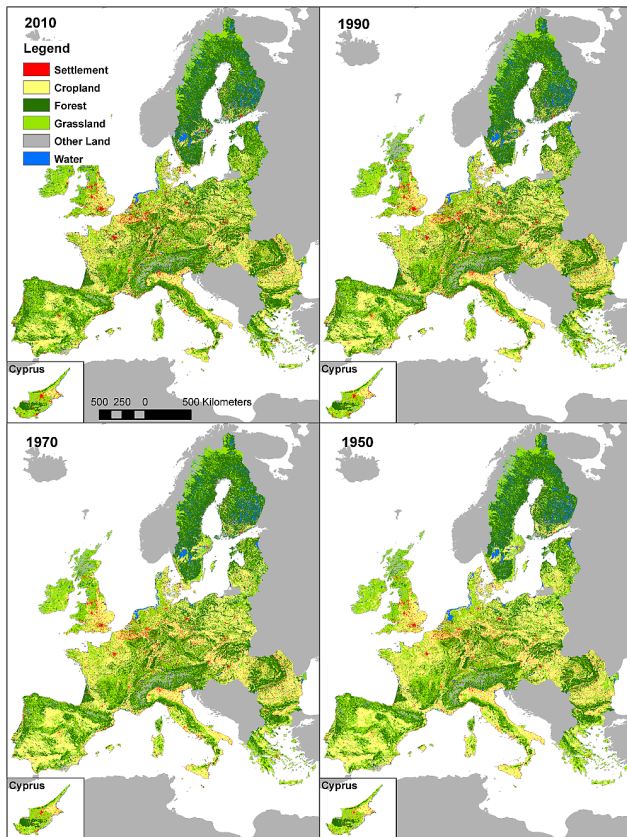 2010
Legend
Settlement
Cropland
Forest
Grassland
Other Land
Water
Cyprus
500 250 0 500 Kilometers
1990
Cyprus
1970
Cyprus
1950
Cyprus